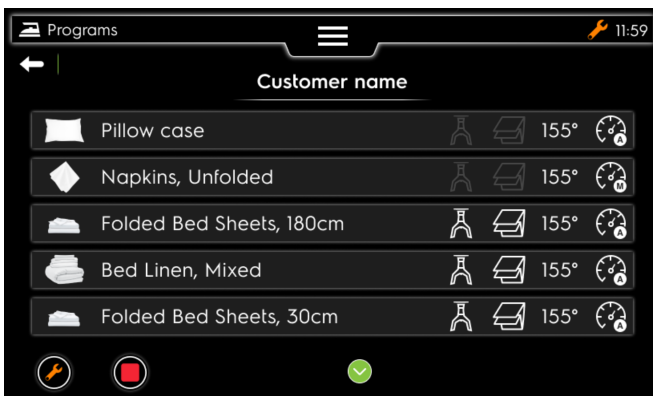 Programs
11:59
Customer name
Pillow case 155° A
Napkins, Unfolded 155° M
Folded Bed Sheets, 180cm 155° A
Bed Linen, Mixed 155° A
Folded Bed Sheets, 30cm 155° A